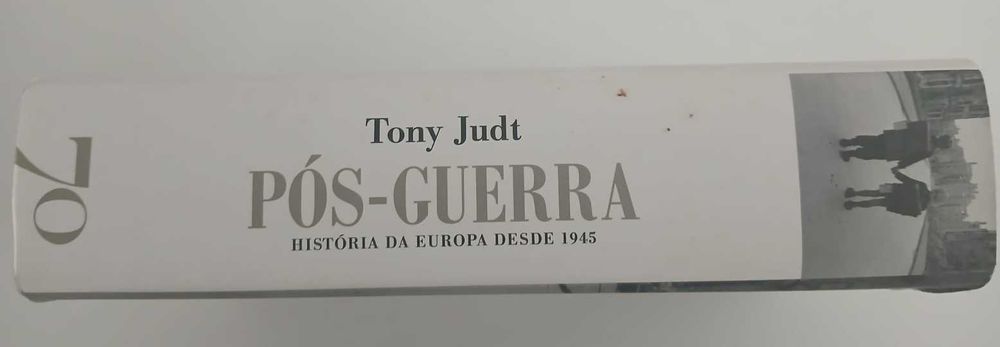 70
Tony Judt
PÓS-GUERRA
HISTÓRIA DA EUROPA DESDE 1945